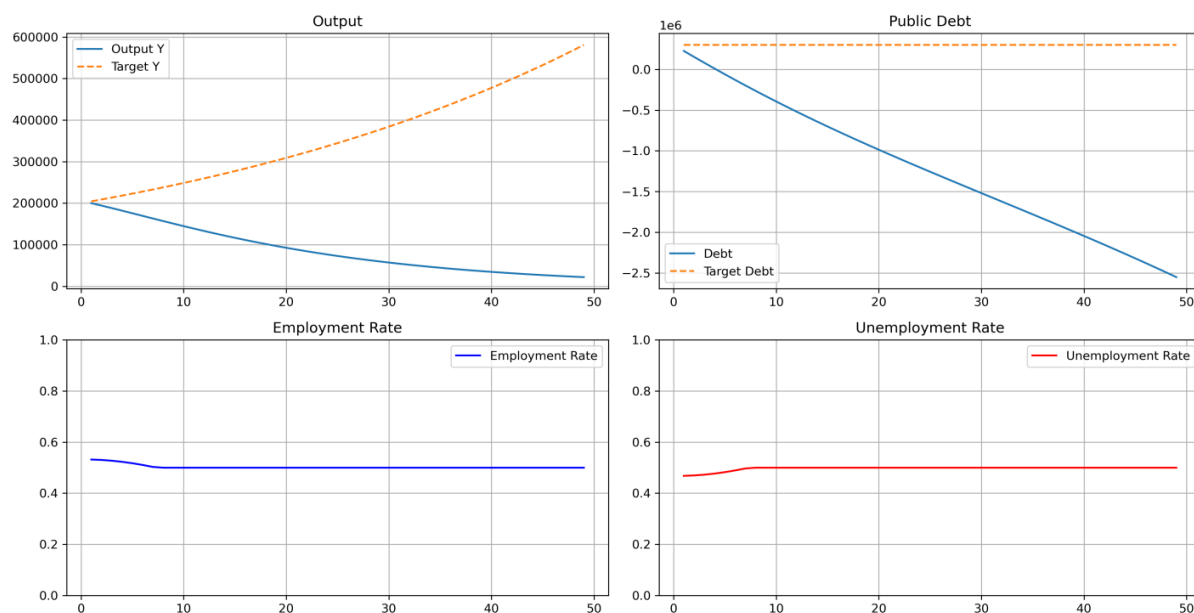 Output
600000
500000
400000
300000
200000
100000
0
Output Y
Target Y
0 10 20 30 40 50
Public Debt
1e6
0.0
−0.5
−1.0
−1.5
−2.0
−2.5
Debt
Target Debt
0 10 20 30 40 50
Employment Rate
1.0
0.8
0.6
0.4
0.2
0.0
Employment Rate
0 10 20 30 40 50
Unemployment Rate
1.0
0.8
0.6
0.4
0.2
0.0
Unemployment Rate
0 10 20 30 40 50